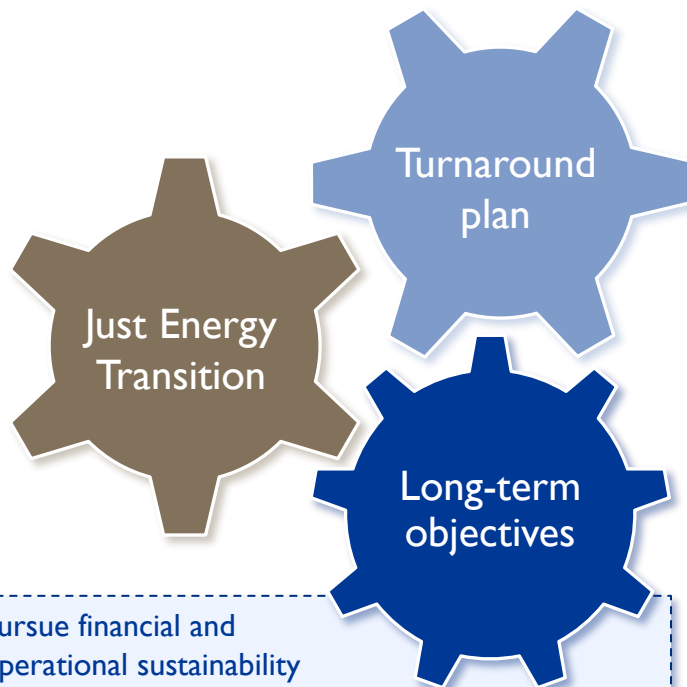 Turnaround
plan
Just Energy
Transition
Long-term
objectives
ursue financial and
perational sustainability